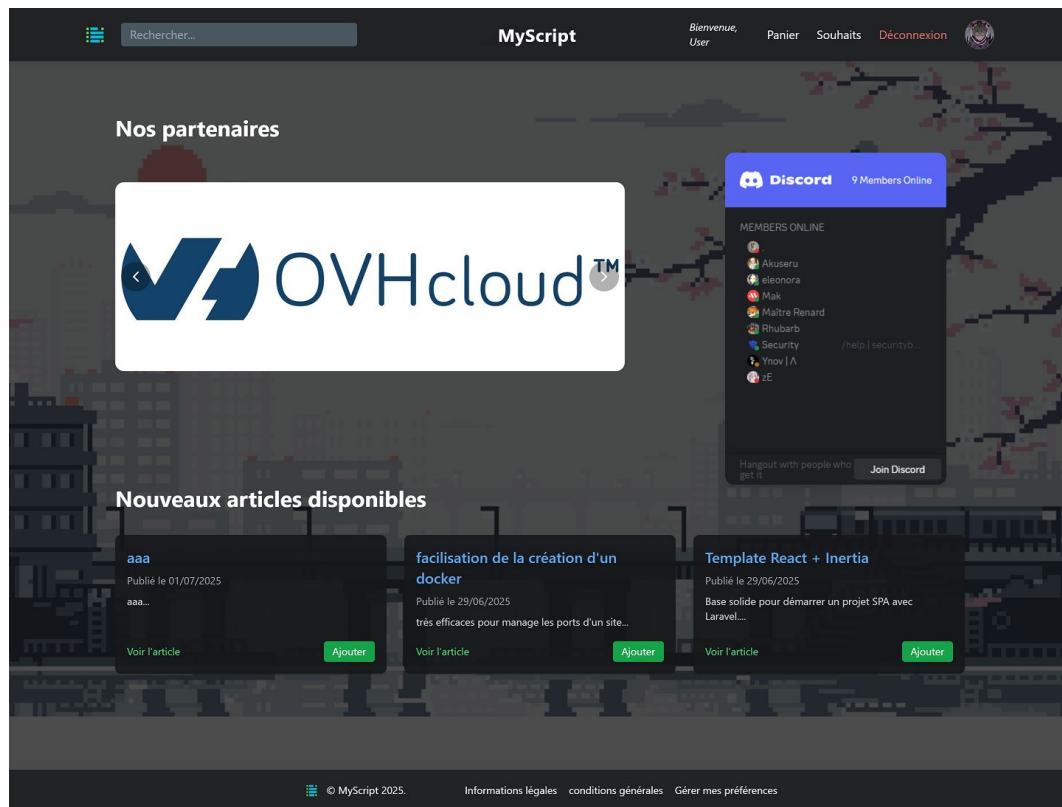 Rechercher...
MyScript
Bienvenue,
User
Panier
Souhaits
Déconnexion
Nos partenaires
OVHcloud™
Discord
9 Members Online
MEMBERS ONLINE
.
Akuseru
eleonora
Mak
Maître Renard
Rhubarb
Security /help | securityb...
Ynov | Λ
zE
Hangout with people who
get it
Join Discord
Nouveaux articles disponibles
aaa
Publié le 01/07/2025
aaa...
Voir l'article
Ajouter
facilisation de la création d'un
docker
Publié le 29/06/2025
très efficaces pour manage les ports d'un site...
Voir l'article
Ajouter
Template React + Inertia
Publié le 29/06/2025
Base solide pour démarrer un projet SPA avec
Laravel....
Voir l'article
Ajouter
© MyScript 2025.
Informations légales
conditions générales
Gérer mes préférences